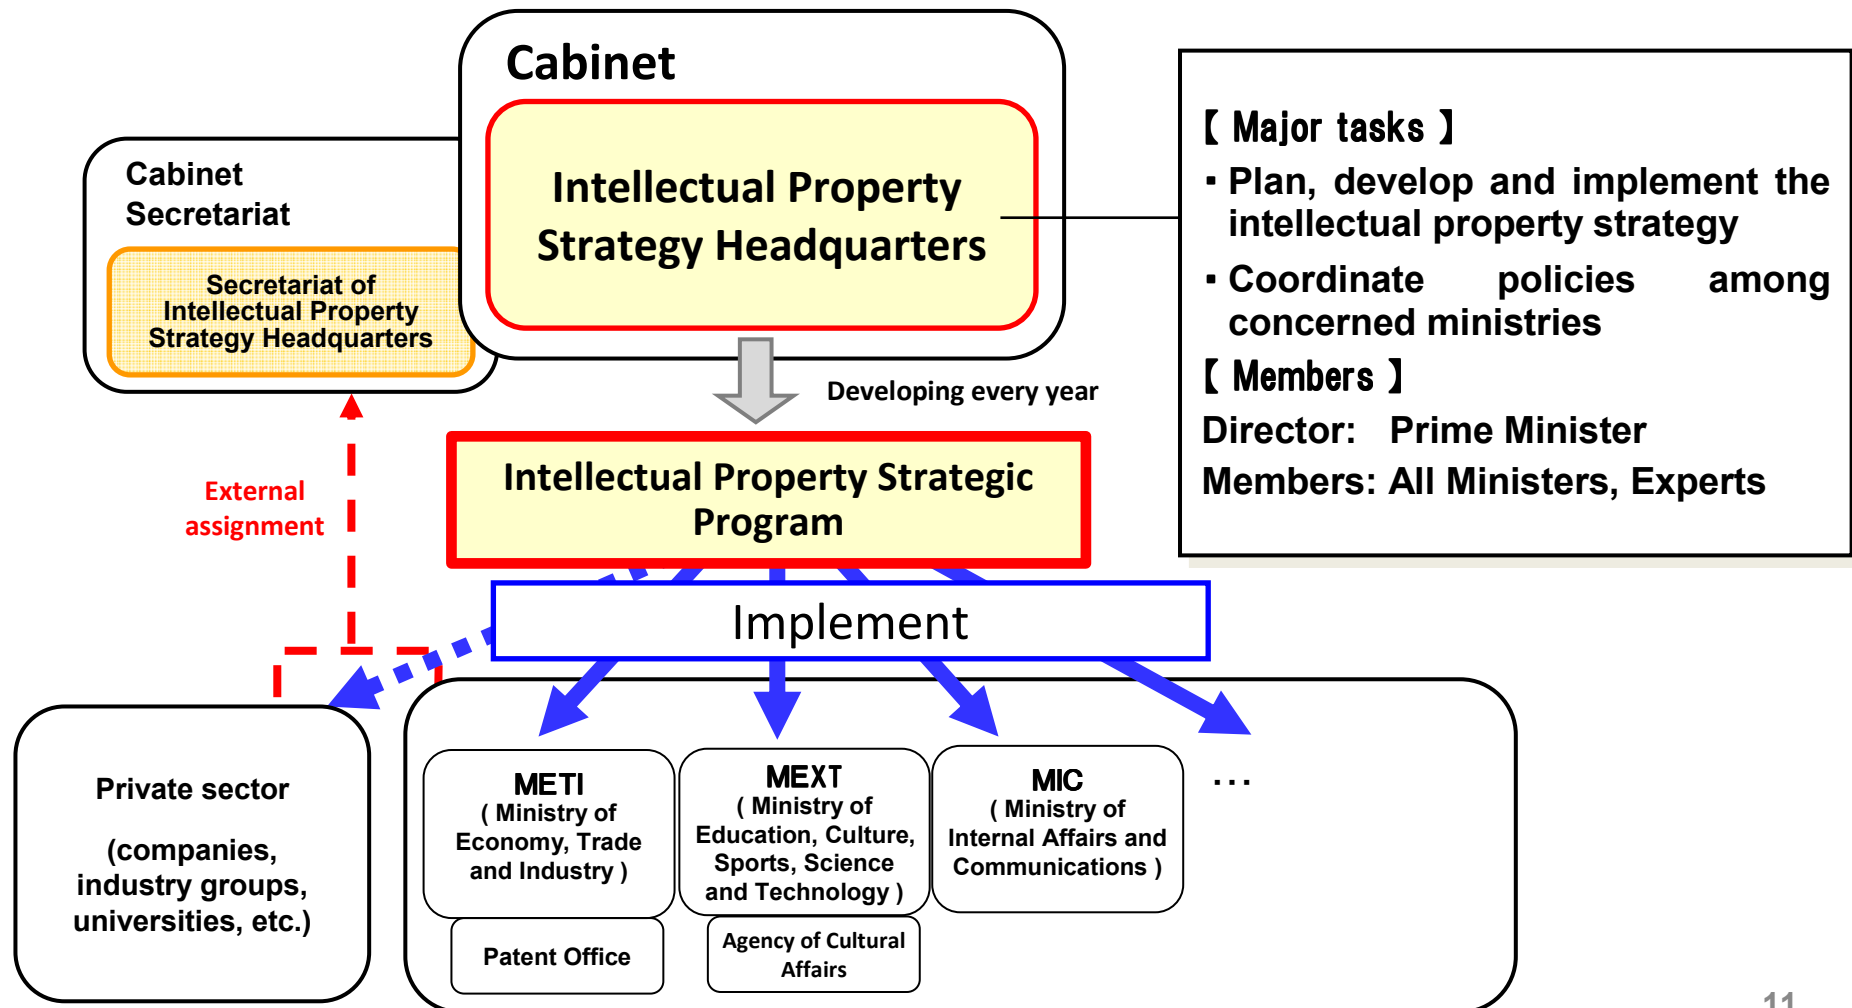 Cabinet
Intellectual Property
Strategy Headquarters
Cabinet
Secretariat
Secretariat of
Intellectual Property
Strategy Headquarters
【 Major tasks 】
▪ Plan, develop and implement the
intellectual property strategy
▪ Coordinate policies among
concerned ministries
【 Members 】
Director: Prime Minister
Members: All Ministers, Experts
Developing every year
Intellectual Property Strategic
Program
External
assignment
Implement
Private sector
(companies,
industry groups,
universities, etc.)
METI
( Ministry of
Economy, Trade
and Industry )
Patent Office
MEXT
( Ministry of
Education, Culture,
Sports, Science
and Technology )
Agency of Cultural
Affairs
MIC
( Ministry of
Internal Affairs and
Communications )
...
11